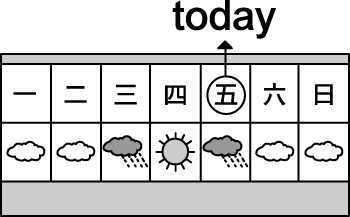 today
一 二 三 四 五 六 日